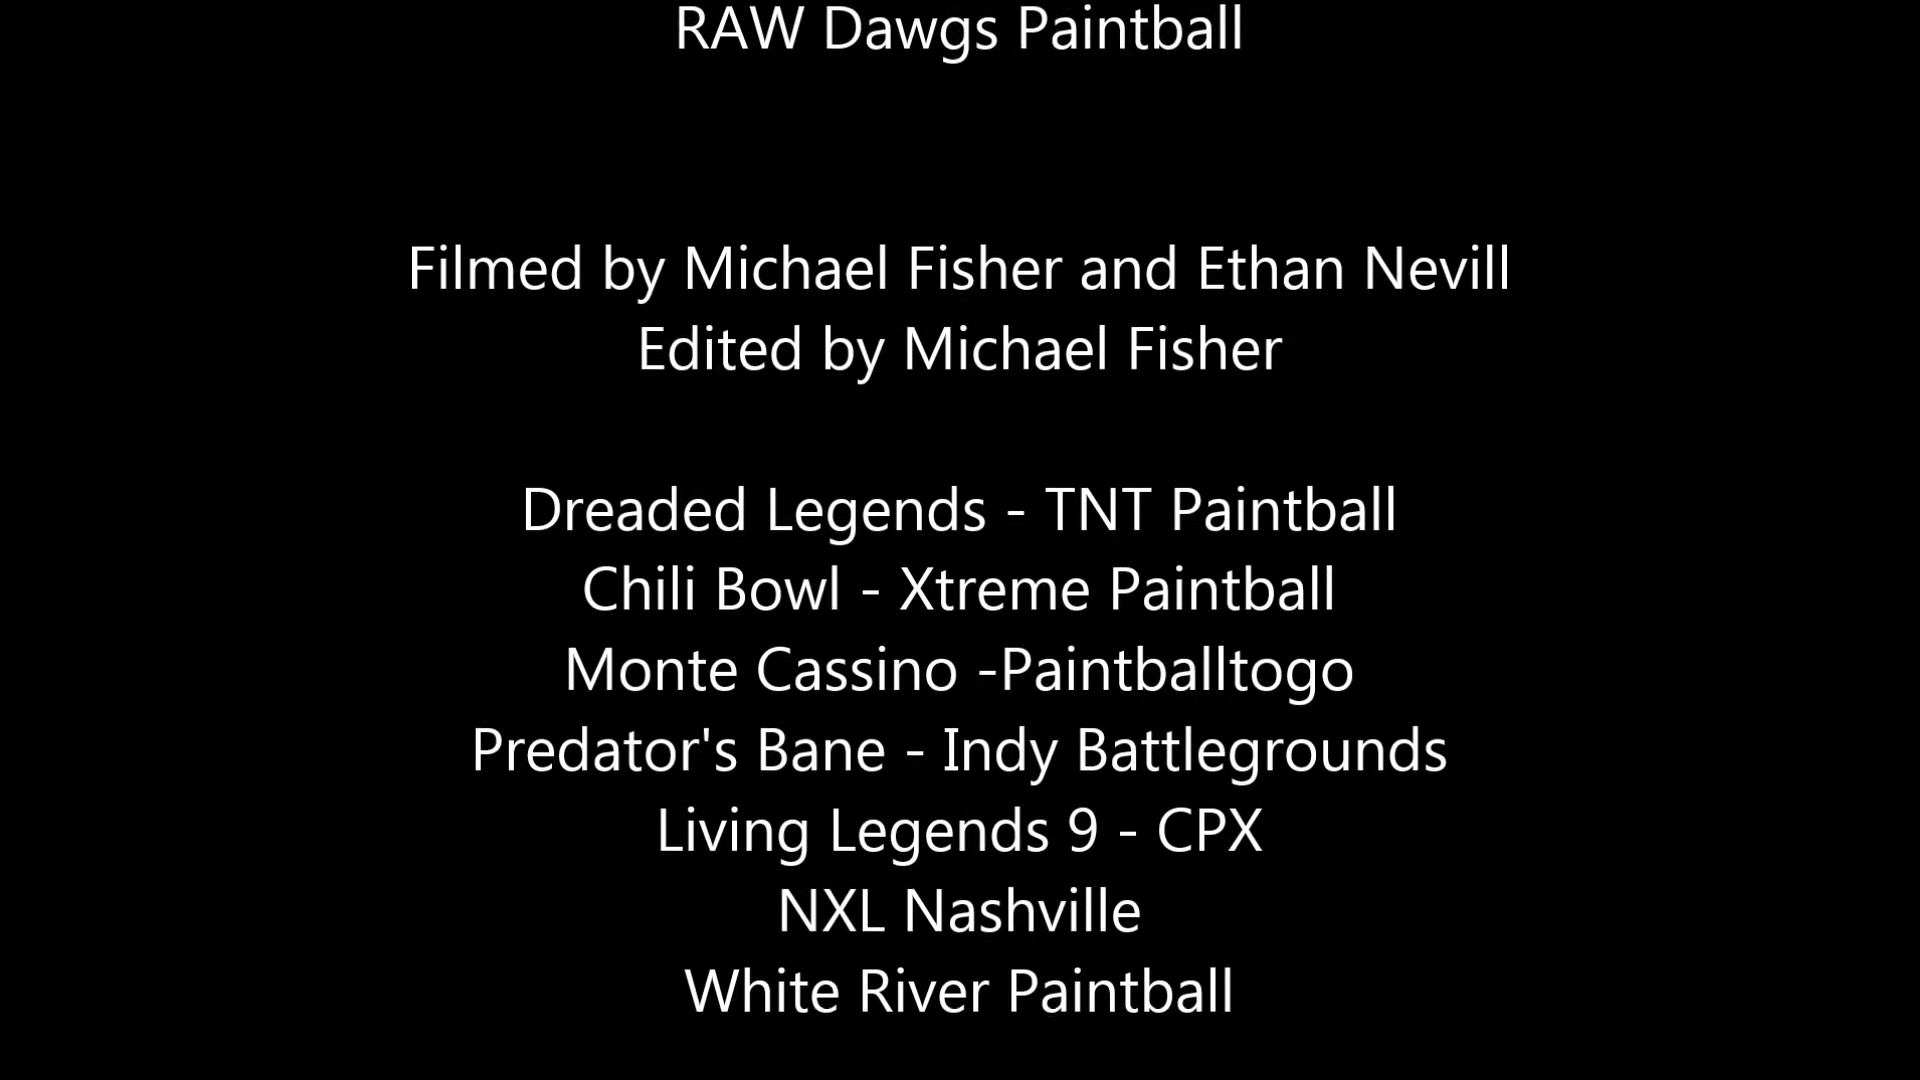 RAW Dawgs Paintball
Filmed by Michael Fisher and Ethan Nevill
Edited by Michael Fisher
Dreaded Legends - TNT Paintball
Chili Bowl - Xtreme Paintball
Monte Cassino -Paintballtogo
Predator's Bane - Indy Battlegrounds
Living Legends 9 - CPX
NXL Nashville
White River Paintball